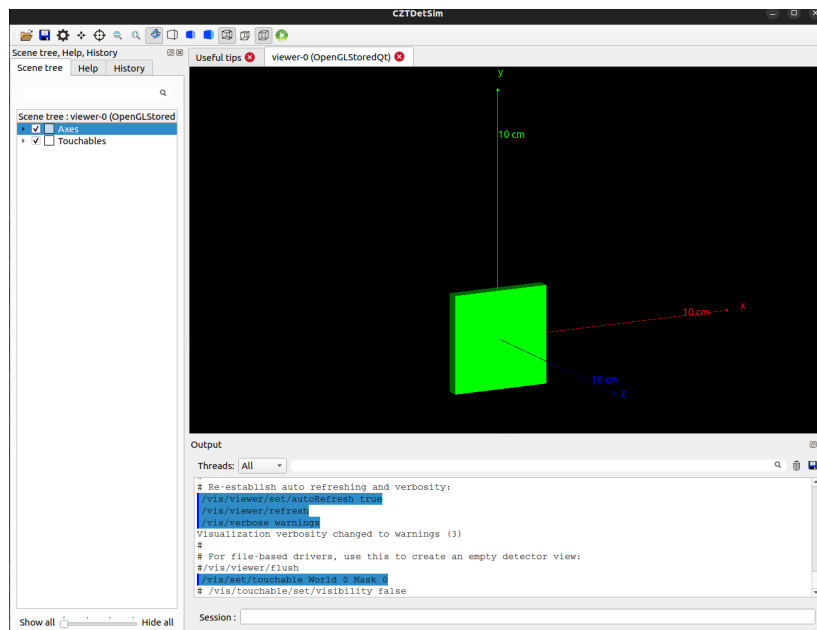 CZTDetSim
Scene tree, Help, History
Scene tree
Help
History
Useful tips
viewer-0 (OpenGLStoredQt)
Scene tree : viewer-0 (OpenGLStored
Axes
Touchables
y
10 cm
10 cm
x
10 cm
z
Output
Threads:
All
# Re-establish auto refreshing and verbosity:
/vis/viewer/set/autoRefresh true
/vis/viewer/refresh
/vis/verbose warnings
Visualization verbosity changed to warnings (3)
#
# For file-based drivers, use this to create an empty detector view:
#/vis/viewer/flush
/vis/set/touchable World 0 Mask 0
# /vis/touchable/set/visibility false
Session :
Show all
Hide all